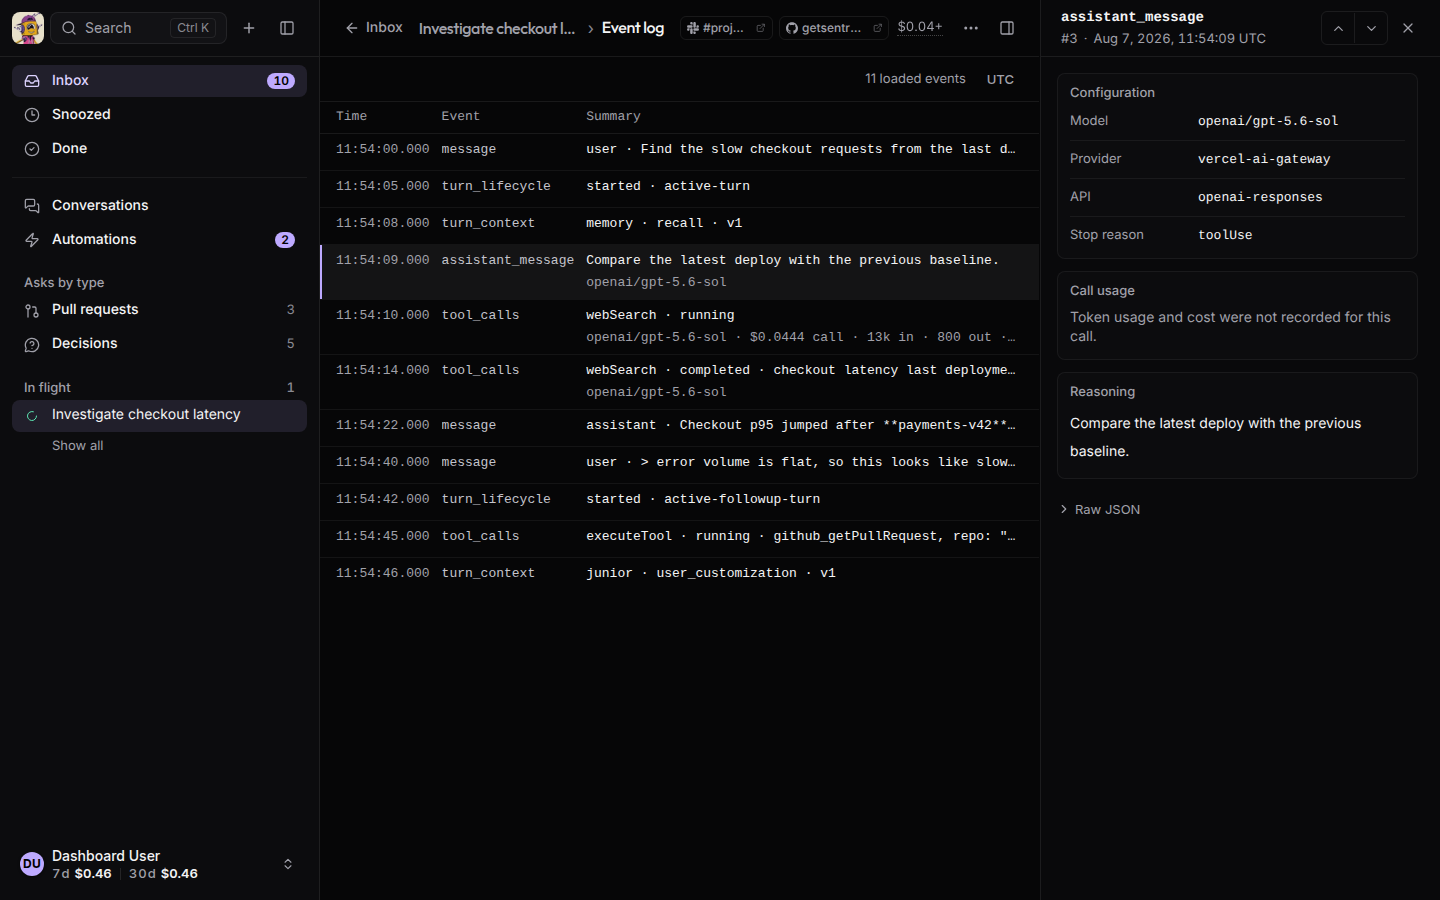 Search
Ctrl K
Inbox
10
Snoozed
Done
Conversations
Automations
2
Asks by type
Pull requests
3
Decisions
5
In flight
1
Investigate checkout latency
Show all
DU
Dashboard User
7d $0.46
30d $0.46
Inbox
Investigate checkout l...
› Event log
#proj...
getsentr...
$0.04+
11 loaded events
UTC
Time Event Summary
11:54:00.000 message user · Find the slow checkout requests from the last d…
11:54:05.000 turn_lifecycle started · active-turn
11:54:08.000 turn_context memory · recall · v1
11:54:09.000 assistant_message Compare the latest deploy with the previous baseline.
openai/gpt-5.6-sol
11:54:10.000 tool_calls webSearch · running
openai/gpt-5.6-sol · $0.0444 call · 13k in · 800 out ·…
11:54:14.000 tool_calls webSearch · completed · checkout latency last deployme…
openai/gpt-5.6-sol
11:54:22.000 message assistant · Checkout p95 jumped after **payments-v42**…
11:54:40.000 message user · > error volume is flat, so this looks like slow…
11:54:42.000 turn_lifecycle started · active-followup-turn
11:54:45.000 tool_calls executeTool · running · github_getPullRequest, repo: "…
11:54:46.000 turn_context junior · user_customization · v1
assistant_message
#3 · Aug 7, 2026, 11:54:09 UTC
Configuration
Model openai/gpt-5.6-sol
Provider vercel-ai-gateway
API openai-responses
Stop reason toolUse
Call usage
Token usage and cost were not recorded for this
call.
Reasoning
Compare the latest deploy with the previous
baseline.
Raw JSON